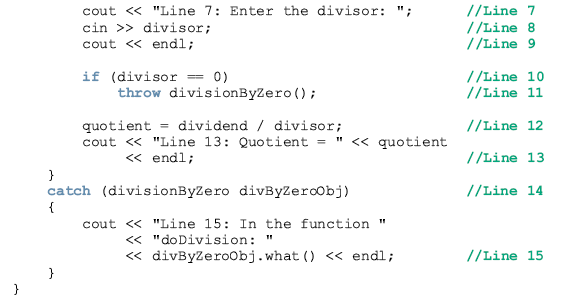 cout << "Line 7: Enter the divisor: "; //Line 7
cin >> divisor; //Line 8
cout << endl; //Line 9
if (divisor == 0) //Line 10
throw divisionByZero(); //Line 11
quotient = dividend / divisor; //Line 12
cout << "Line 13: Quotient = " << quotient
<< endl; //Line 13
}
catch (divisionByZero divByZeroObj) //Line 14
{
cout << "Line 15: In the function "
<< "doDivision: "
<< divByZeroObj.what() << endl; //Line 15
}
}